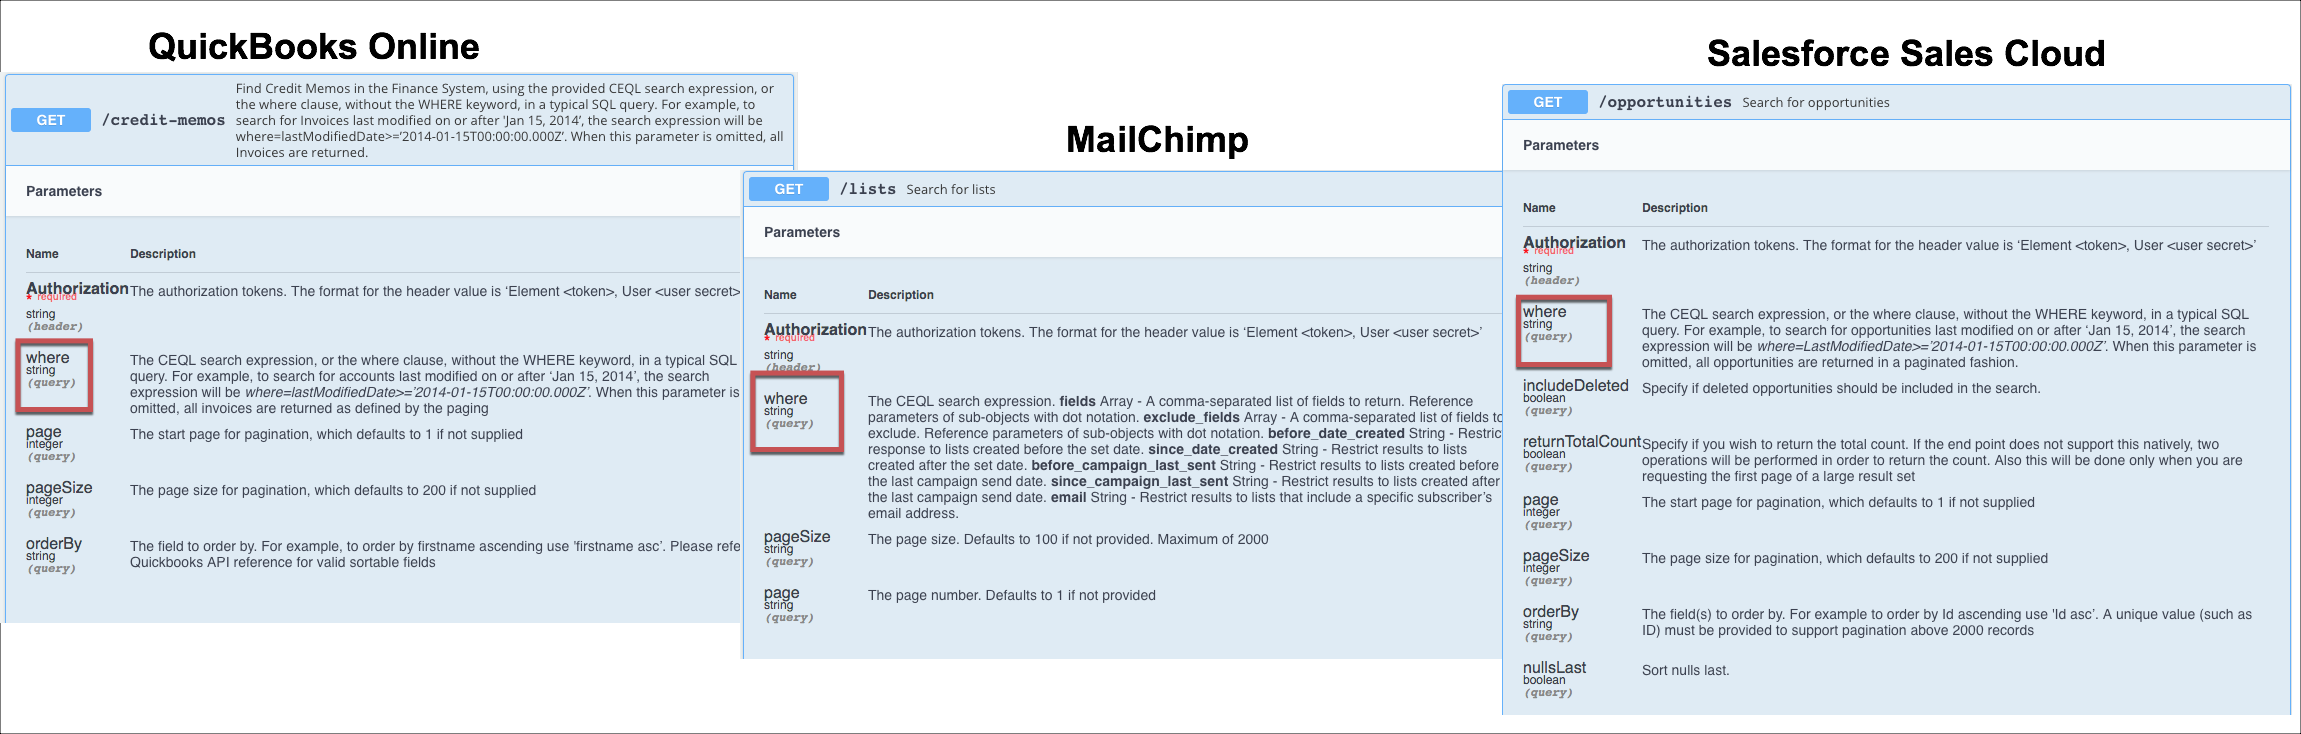 QuickBooks Online
GET /credit-memos
Find Credit Memos in the Finance System, using the provided CEQL search expression, or
the where clause, without the WHERE keyword, in a typical SQL query. For example, to
search for Invoices last modified on or after 'Jan 15, 2014', the search expression will be
where=lastModifiedDate>='2014-01-15T00:00:00.000Z'. When this parameter is omitted, all
Invoices are returned.
Parameters
Name Description
Authorization The authorization tokens. The format for the header value is ‘Element <token>, User <user secret>
* required
string
(header)
where
string
(query)
The CEQL search expression, or the where clause, without the WHERE keyword, in a typical SQL
query. For example, to search for accounts last modified on or after ‘Jan 15, 2014’, the search
expression will be where=lastModifiedDate>=’2014-01-15T00:00:00.000Z’. When this parameter is
omitted, all invoices are returned as defined by the paging
page The start page for pagination, which defaults to 1 if not supplied
integer
(query)
pageSize The page size for pagination, which defaults to 200 if not supplied
integer
(query)
orderBy
string
(query)
The field to order by. For example, to order by firstname ascending use 'firstname asc’. Please refe
Quickbooks API reference for valid sortable fields
MailChimp
GET /lists Search for lists
Parameters
Name Description
Authorization The authorization tokens. The format for the header value is ‘Element <token>, User <user secret>’
* required
string
(header)
where
string
(query)
The CEQL search expression. fields Array - A comma-separated list of fields to return. Reference
parameters of sub-objects with dot notation. exclude_fields Array - A comma-separated list of fields to
exclude. Reference parameters of sub-objects with dot notation. before_date_created String - Restric
response to lists created before the set date. since_date_created String - Restrict results to lists
created after the set date. before_campaign_last_sent String - Restrict results to lists created before
the last campaign send date. since_campaign_last_sent String - Restrict results to lists created after
the last campaign send date. email String - Restrict results to lists that include a specific subscriber’s
email address.
pageSize The page size. Defaults to 100 if not provided. Maximum of 2000
string
(query)
page The page number. Defaults to 1 if not provided
string
(query)
Salesforce Sales Cloud
GET /opportunities Search for opportunities
Parameters
Name Description
Authorization The authorization tokens. The format for the header value is ‘Element <token>, User <user secret>’
* required
string
(header)
where
string
(query)
The CEQL search expression, or the where clause, without the WHERE keyword, in a typical SQL
query. For example, to search for opportunities last modified on or after ‘Jan 15, 2014’, the search
expression will be where=LastModifiedDate>=’2014-01-15T00:00:00.000Z’. When this parameter is
omitted, all opportunities are returned in a paginated fashion.
includeDeleted Specify if deleted opportunities should be included in the search.
boolean
(query)
returnTotalCount
boolean
(query)
Specify if you wish to return the total count. If the end point does not support this natively, two
operations will be performed in order to return the count. Also this will be done only when you are
requesting the first page of a large result set
page The start page for pagination, which defaults to 1 if not supplied
integer
(query)
pageSize The page size for pagination, which defaults to 200 if not supplied
integer
(query)
orderBy
string
(query)
The field(s) to order by. For example to order by Id ascending use 'Id asc’. A unique value (such as
ID) must be provided to support pagination above 2000 records
nullsLast Sort nulls last.
boolean
(query)